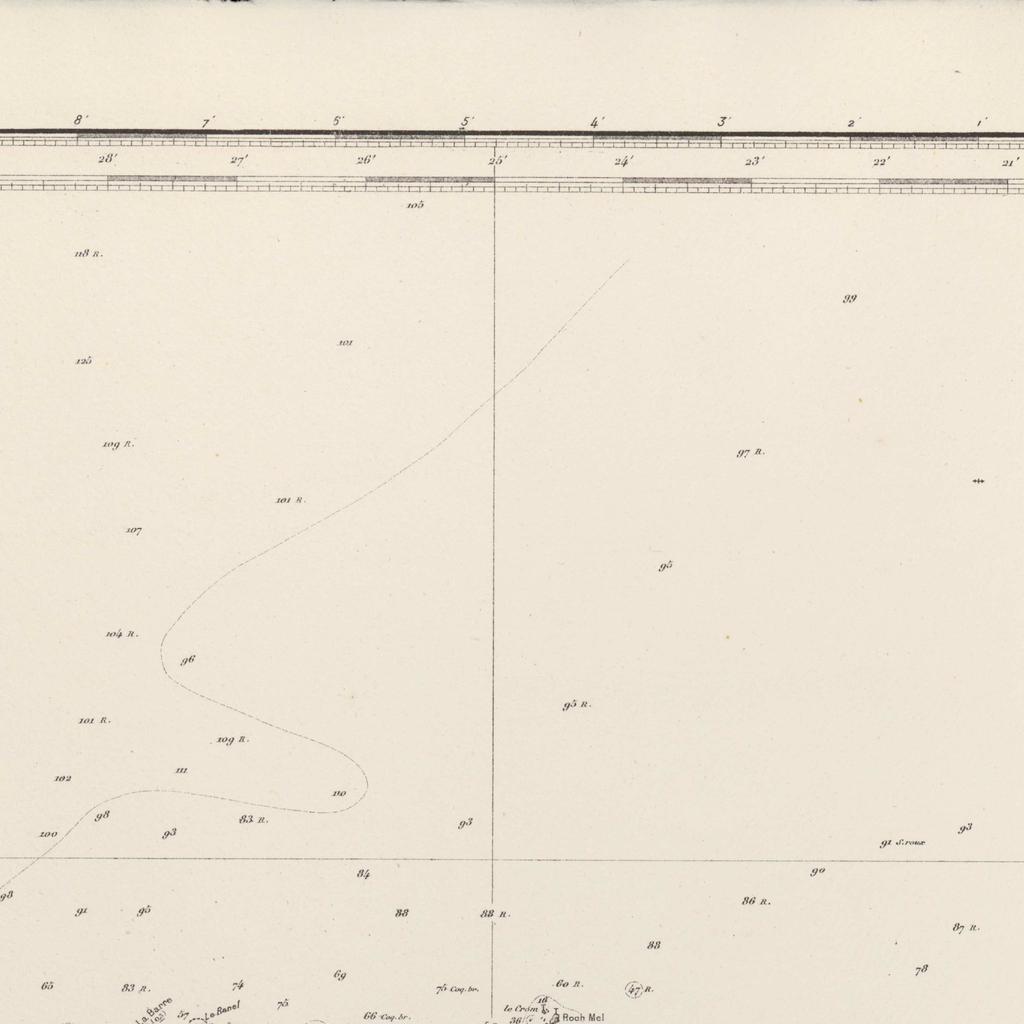 8' 7' 6' 5' 4' 3' 2' 1'
28' 27' 26' 25' 24' 23' 22' 21'
105
118 R.
99
101
125
109 R.
97 R.
101 R.
107
95
104 R.
96
95 R.
101 R.
109 R.
111
102
110
98
83 R.
93
93
100
93
91 S. roux
84
90
98
86 R.
91
95
88
88 R.
87 R.
88
78
69
65
83 R.
74
75 Coq. br.
60 R.
47 R.
75
La Barre
57
Le Ranel
66 Coq. br.
le Crom
36
Roch Mel